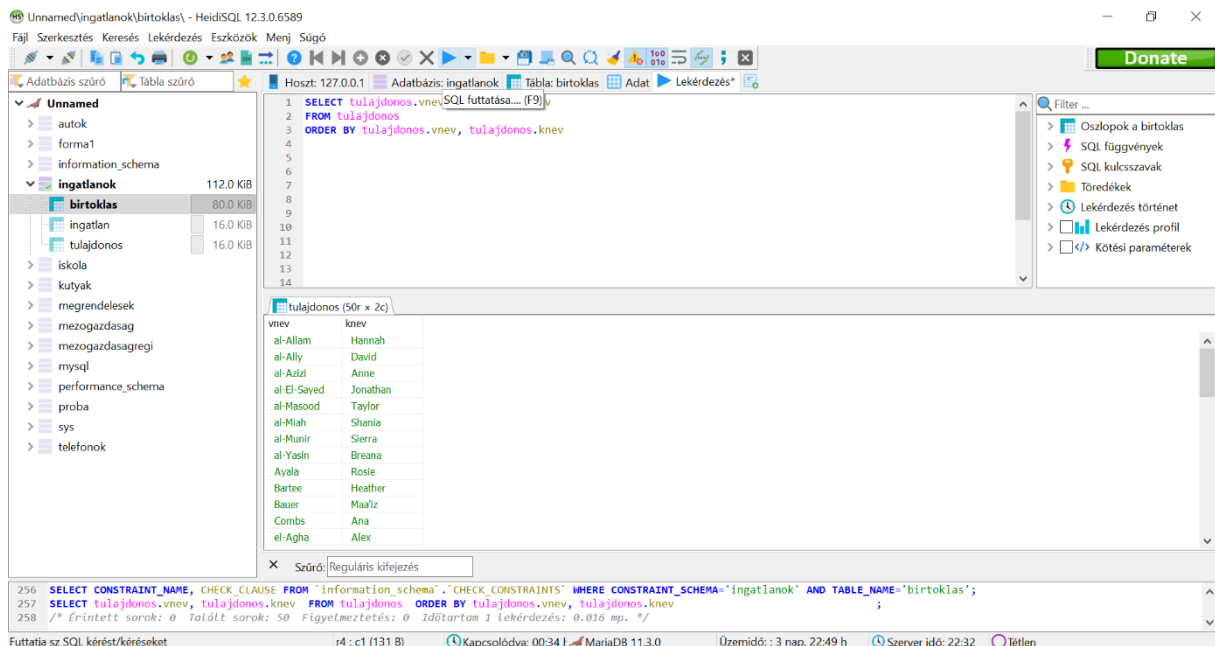 Unnamed\ingatlanok\birtoklas\ - HeidiSQL 12.3.0.6589
Fájl Szerkesztés Keresés Lekérdezés Eszközök Menj Súgó
Donate
Adatbázis szűrő Tábla szűrő
Hoszt: 127.0.0.1 Adatbázis: ingatlanok Tábla: birtoklas Adat Lekérdezés*
Unnamed
autok
forma1
information_schema
ingatlanok 112.0 KiB
birtoklas 80.0 KiB
ingatlan 16.0 KiB
tulajdonos 16.0 KiB
iskola
kutyak
megrendelesek
mezogazdasag
mezogazdasagregi
mysql
performance_schema
proba
sys
telefonok
1 SELECT tulajdonos.vnev
SQL futtatása.... (F9)
2 FROM tulajdonos
3 ORDER BY tulajdonos.vnev, tulajdonos.knev
4
5
6
7
8
9
10
11
12
13
14
Filter ...
Oszlopok a birtoklas
SQL függvények
SQL kulcsszavak
Töredékek
Lekérdezés történet
Lekérdezés profil
Kötési paraméterek
tulajdonos (50r × 2c)
vnev knev
al-Allam Hannah
al-Ally David
al-Azizi Anne
al-El-Sayed Jonathan
al-Masood Taylor
al-Miah Shania
al-Munir Sierra
al-Yasin Breana
Ayala Rosie
Bartee Heather
Bauer Maa'iz
Combs Ana
el-Agha Alex
Szűrő: Reguláris kifejezés
256 SELECT CONSTRAINT_NAME, CHECK_CLAUSE FROM `information_schema`.`CHECK_CONSTRAINTS` WHERE CONSTRAINT_SCHEMA='ingatlanok' AND TABLE_NAME='birtoklas';
257 SELECT tulajdonos.vnev, tulajdonos.knev FROM tulajdonos ORDER BY tulajdonos.vnev, tulajdonos.knev ;
258 /* Érintett sorok: 0 Talált sorok: 50 Figyelmeztetés: 0 Időtartam 1 lekérdezés: 0.016 mp. */
Futtatja sz SQL kérést/kéréseket r4 : c1 (131 B) Kapcsolódva: 00:34 MariaDB 11.3.0 Üzemidő: : 3 nap, 22:49 h Szerver idő: 22:32 Tétlen